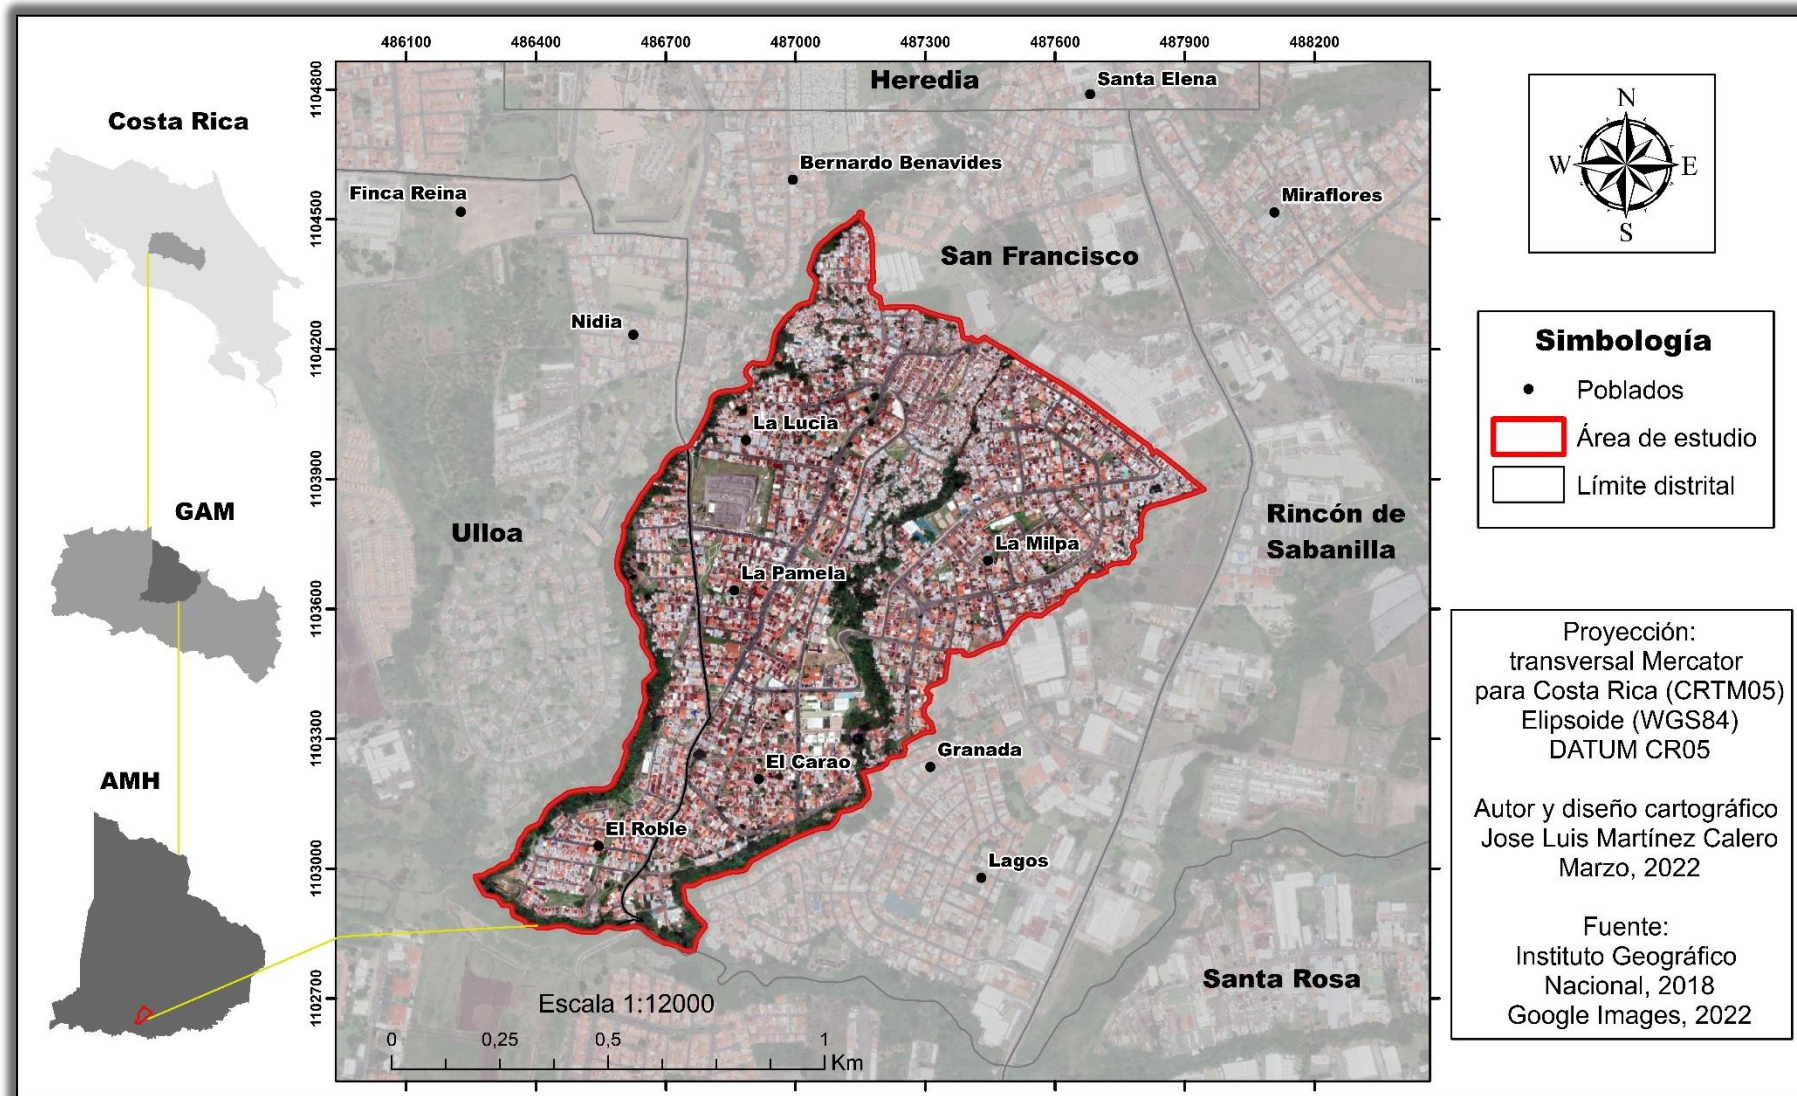 486100 486400 486700 487000 487300 487600 487900 488200
1104800
1104500
1104200
1103900
1103600
1103300
1103000
1102700
Costa Rica
GAM
AMH
Heredia
Santa Elena
Bernardo Benavides
Finca Reina
Miraflores
San Francisco
Nidia
La Lucia
Ulloa
Rincón de
Sabanilla
La Milpa
La Pamela
Granada
El Carao
El Roble
Lagos
Santa Rosa
Escala 1:12000
0 0,25 0,5 1
Km
N
W E
S
Simbología
Poblados
Área de estudio
Límite distrital
Proyección:
transversal Mercator
para Costa Rica (CRTM05)
Elipsoide (WGS84)
DATUM CR05
Autor y diseño cartográfico
Jose Luis Martínez Calero
Marzo, 2022
Fuente:
Instituto Geográfico
Nacional, 2018
Google Images, 2022